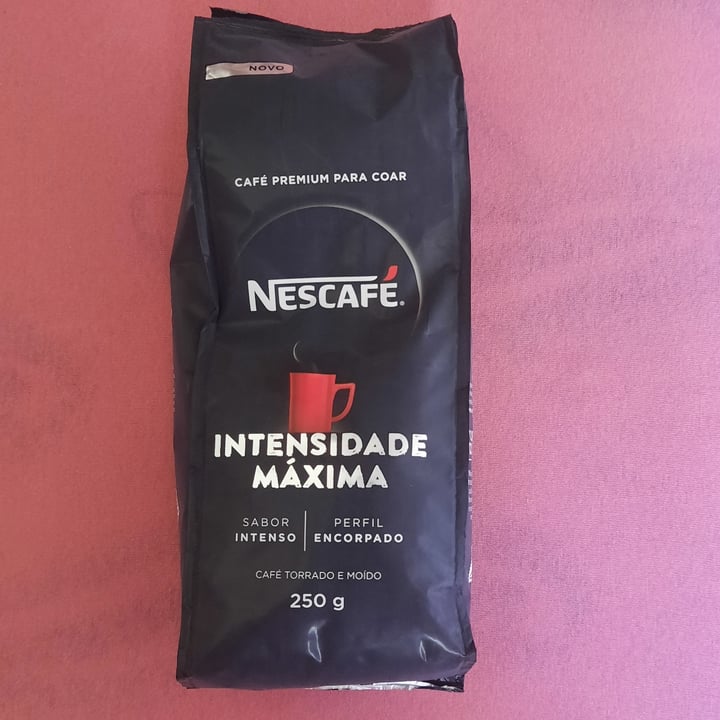 NOVO
CAFÉ PREMIUM PARA COAR
NESCAFÉ.
INTENSIDADE
MÁXIMA
SABOR
INTENSO
PERFIL
ENCORPADO
CAFÉ TORRADO E MOÍDO
250 g